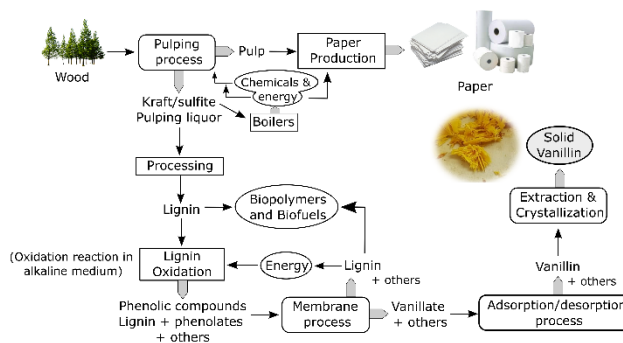 Wood
Pulping
process
Pulp
Paper
Production
Paper
Chemicals &
energy
Kraft/sulfite
Pulping liquor
Boilers
Processing
Lignin
Biopolymers
and Biofuels
(Oxidation reaction in
alkaline medium)
Lignin
Oxidation
Energy
Lignin
+ others
Phenolic compounds
Lignin + phenolates
+ others
Membrane
process
Vanillate
+ others
Adsorption/desorption
process
Vanillin
+ others
Extraction &
Crystallization
Solid
Vanillin